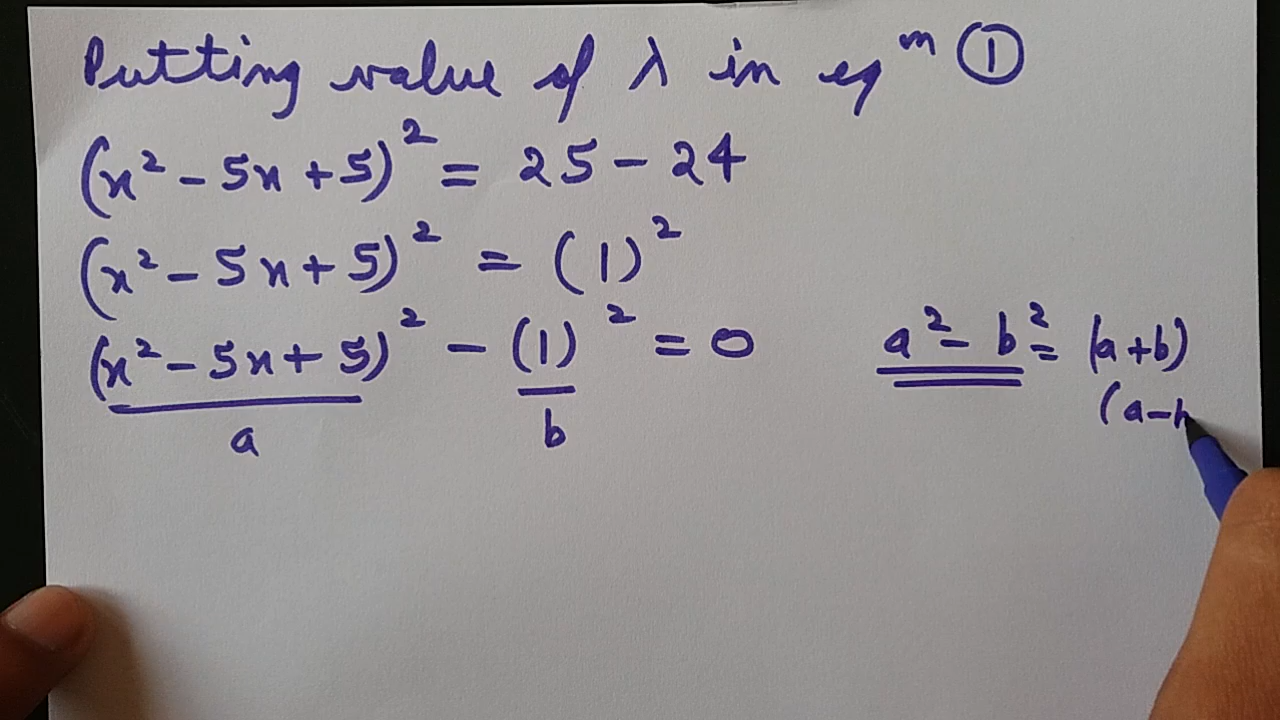 Putting value of λ in eqⁿ ①
(x² - 5x + 5)² = 25 - 24
(x² - 5x + 5)² = (1)²
(x² - 5x + 5)² - (1)² = 0
a b
a² - b² = (a + b)
(a - b